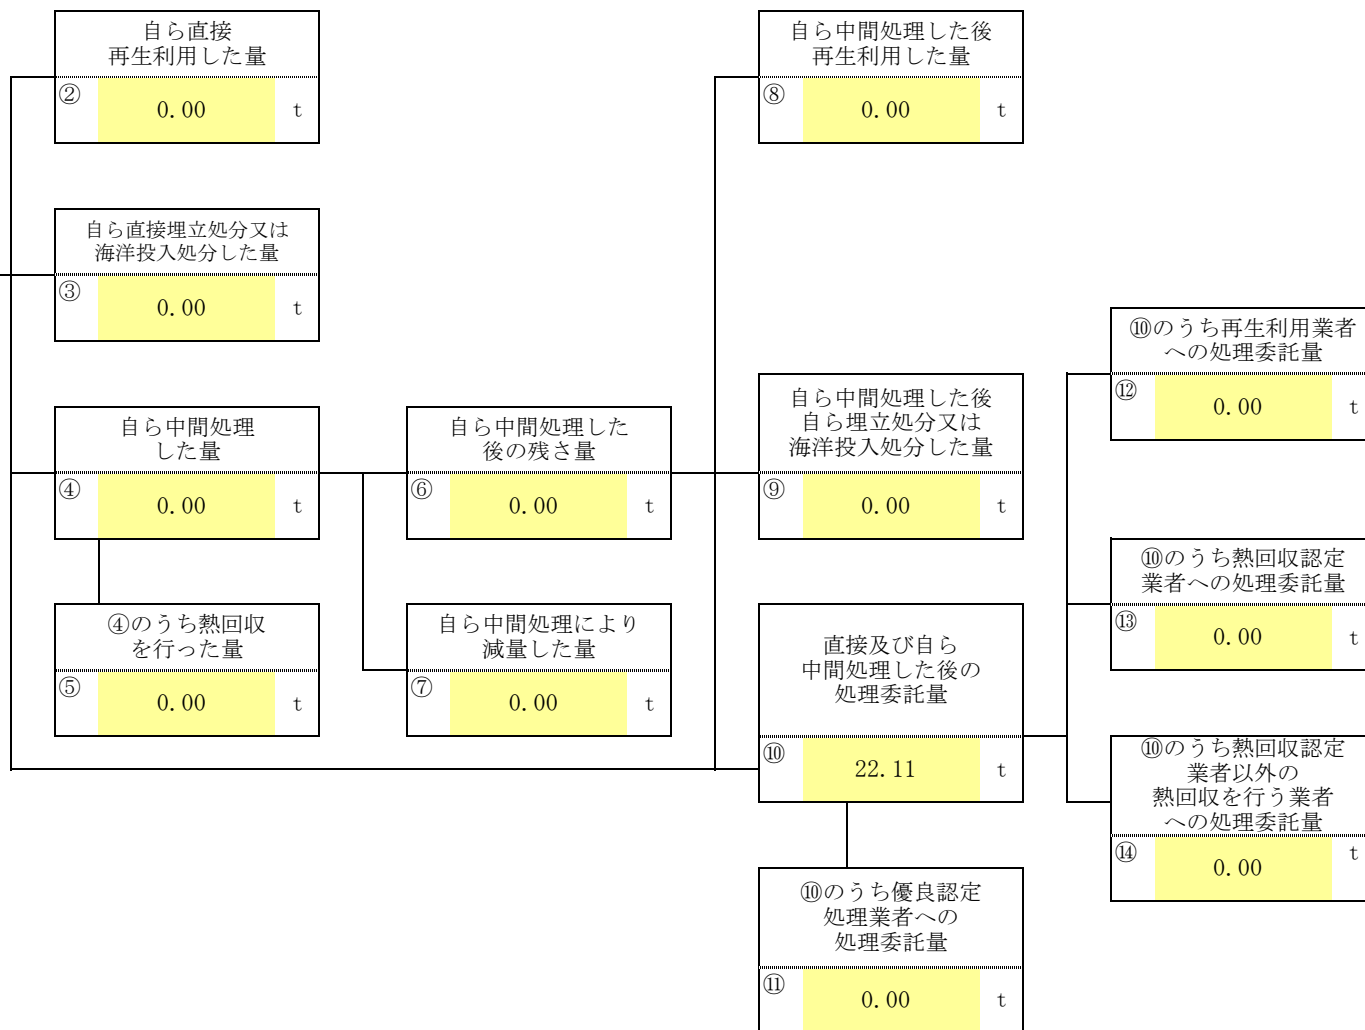 自ら直接
再生利用した量
② 0.00 t
自ら中間処理した後
再生利用した量
⑧ 0.00 t
自ら直接埋立処分又は
海洋投入処分した量
③ 0.00 t
⑩のうち再生利用業者
への処理委託量
⑫ 0.00 t
自ら中間処理
した量
④ 0.00 t
自ら中間処理した
後の残さ量
⑥ 0.00 t
自ら中間処理した後
自ら埋立処分又は
海洋投入処分した量
⑨ 0.00 t
⑩のうち熱回収認定
業者への処理委託量
⑬ 0.00 t
④のうち熱回収
を行った量
⑤ 0.00 t
自ら中間処理により
減量した量
⑦ 0.00 t
直接及び自ら
中間処理した後の
処理委託量
⑩ 22.11 t
⑩のうち熱回収認定
業者以外の
熱回収を行う業者
への処理委託量
⑭ 0.00 t
⑩のうち優良認定
処理業者への
処理委託量
⑪ 0.00 t